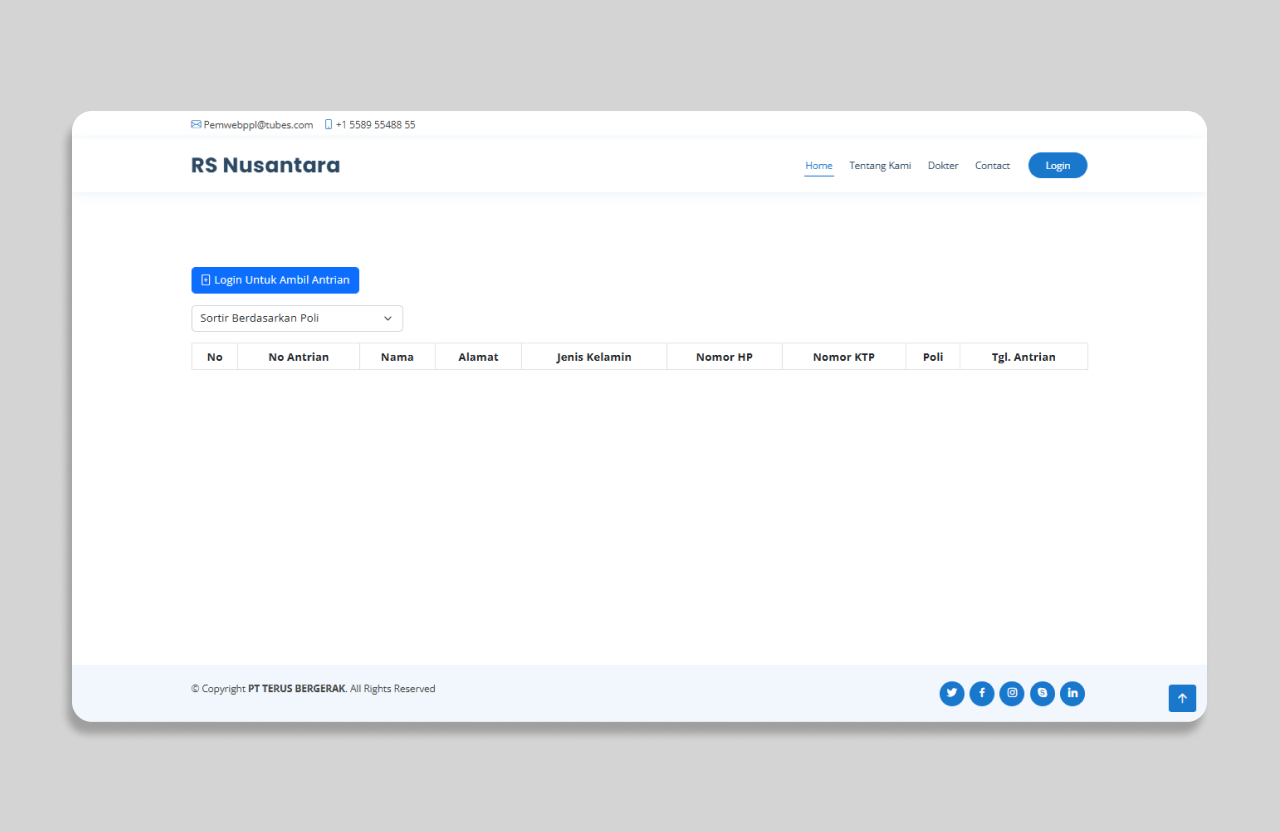 Pemwebppl@tubes.com +1 5589 55488 55
RS Nusantara
Home Tentang Kami Dokter Contact Login
Login Untuk Ambil Antrian
Sortir Berdasarkan Poli
No No Antrian Nama Alamat Jenis Kelamin Nomor HP Nomor KTP Poli Tgl. Antrian
© Copyright PT TERUS BERGERAK. All Rights Reserved